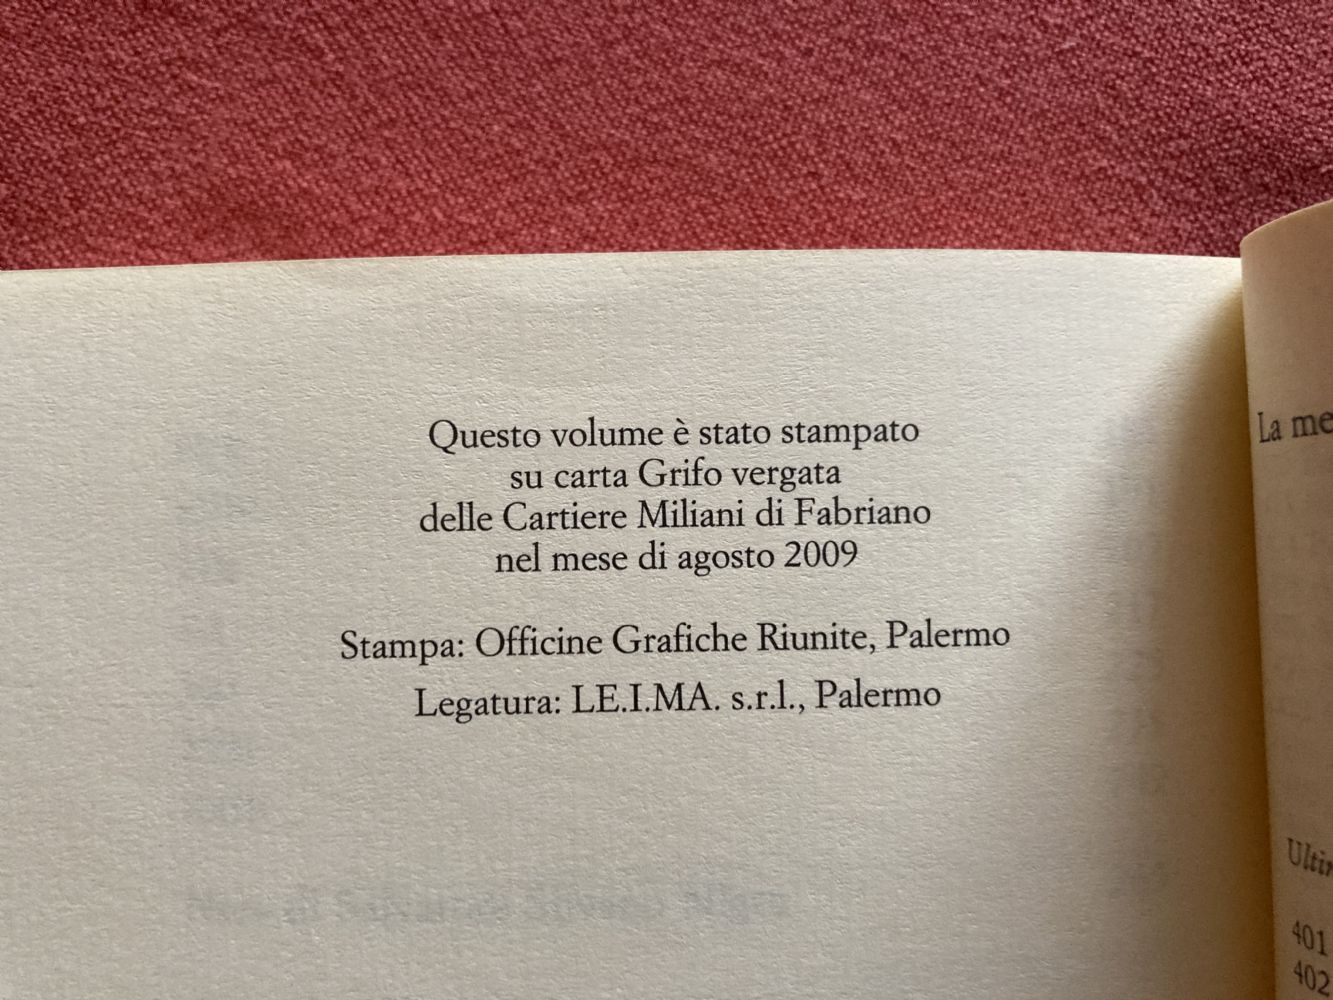 Questo volume è stato stampato
su carta Grifo vergata
delle Cartiere Miliani di Fabriano
nel mese di agosto 2009
Stampa: Officine Grafiche Riunite, Palermo
Legatura: LE.I.MA. s.r.l., Palermo
La me
Ultin
401
402